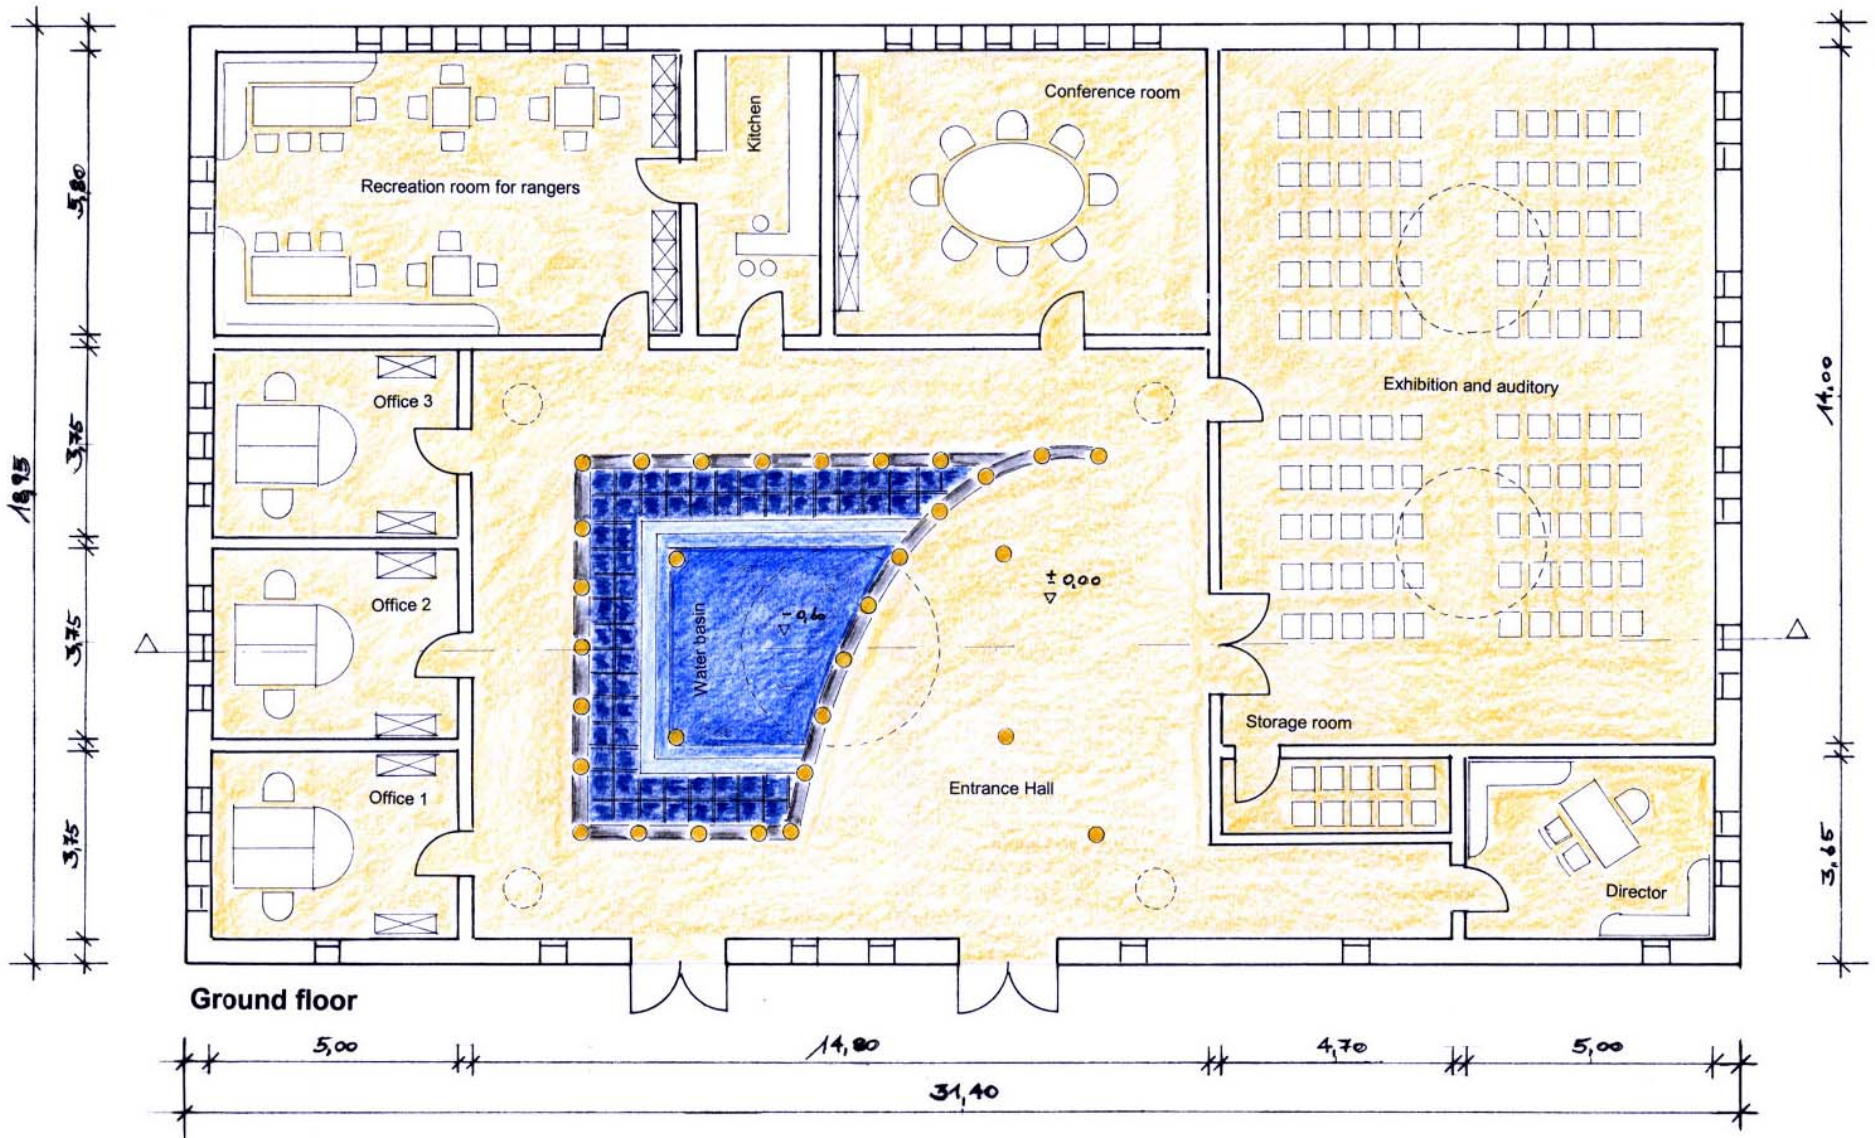 Conference room
Kitchen
Recreation room for rangers
5,80
Exhibition and auditory
14,00
Office 3
3,75
18,95
± 0,00
Office 2
- 0,60
Water basin
3,75
Storage room
Entrance Hall
Office 1
3,75
3,65
Director
Ground floor
5,00
14,80
4,70
5,00
31,40